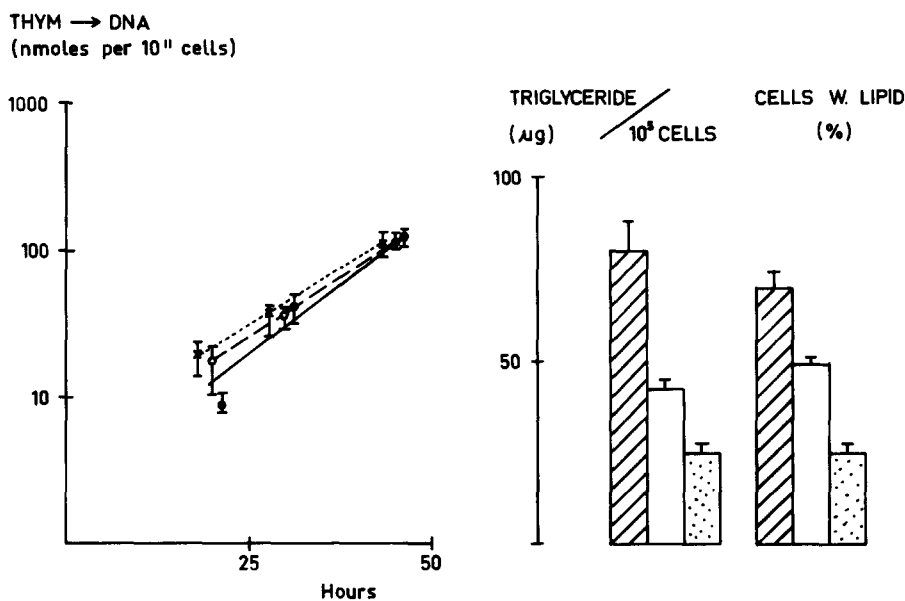 THYM → DNA
(nmoles per 10¹¹ cells)
1000
100
10
25
50
Hours
TRIGLYCERIDE
(µg)
10⁵ CELLS
CELLS W. LIPID
(%)
100
50